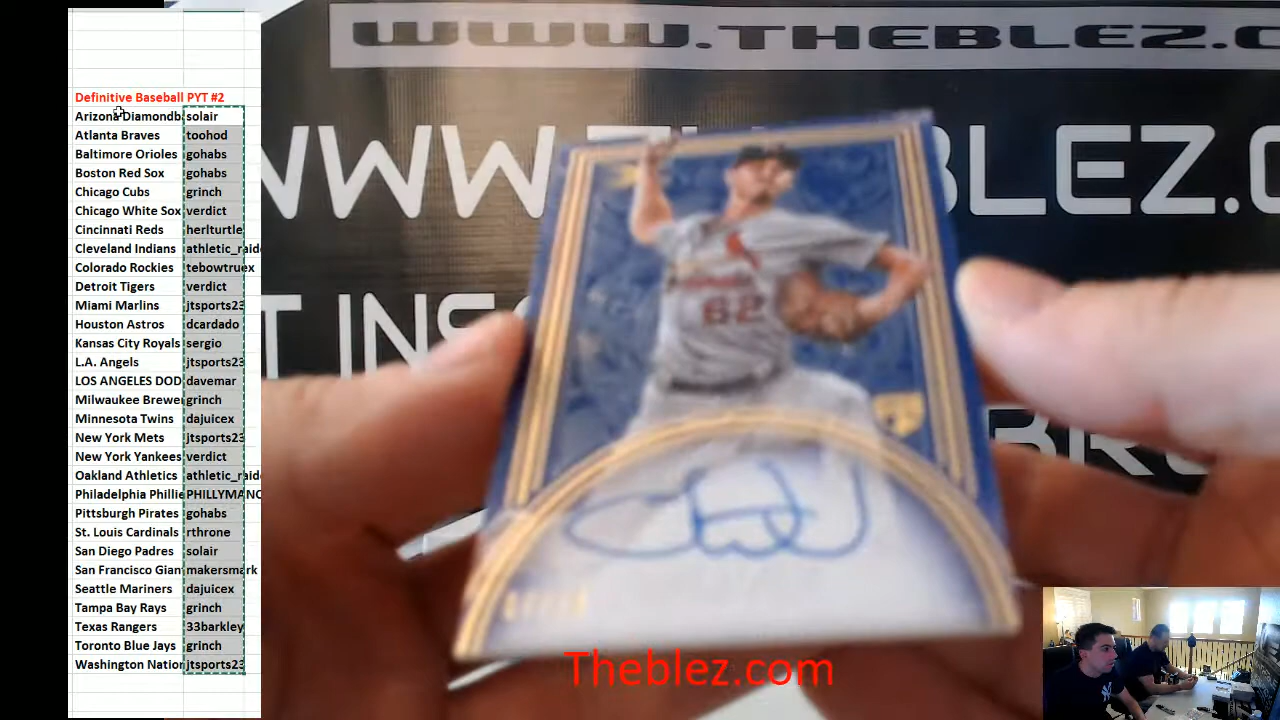 WWW.THEBLEZ.C
WWW.THEBLEZ.C
Definitive Baseball PYT #2
Arizona Diamondb solair
Atlanta Braves toohod
Baltimore Orioles gohabs
Boston Red Sox gohabs
Chicago Cubs grinch
Chicago White Sox verdict
Cincinnati Reds herlturtle
Cleveland Indians athletic_raide
Colorado Rockies tebowtruex
Detroit Tigers verdict
Miami Marlins jtsports23
Houston Astros dcardado
Kansas City Royals sergio
L.A. Angels jtsports23
LOS ANGELES DOD davemar
Milwaukee Brewe grinch
Minnesota Twins dajuicex
New York Mets jtsports23
New York Yankees verdict
Oakland Athletics athletic_raide
Philadelphia Phillie PHILLYMANC
Pittsburgh Pirates gohabs
St. Louis Cardinals rthrone
San Diego Padres solair
San Francisco Gian makersmark
Seattle Mariners dajuicex
Tampa Bay Rays grinch
Texas Rangers 33barkley
Toronto Blue Jays grinch
Washington Nation jtsports23
62
Theblez.com